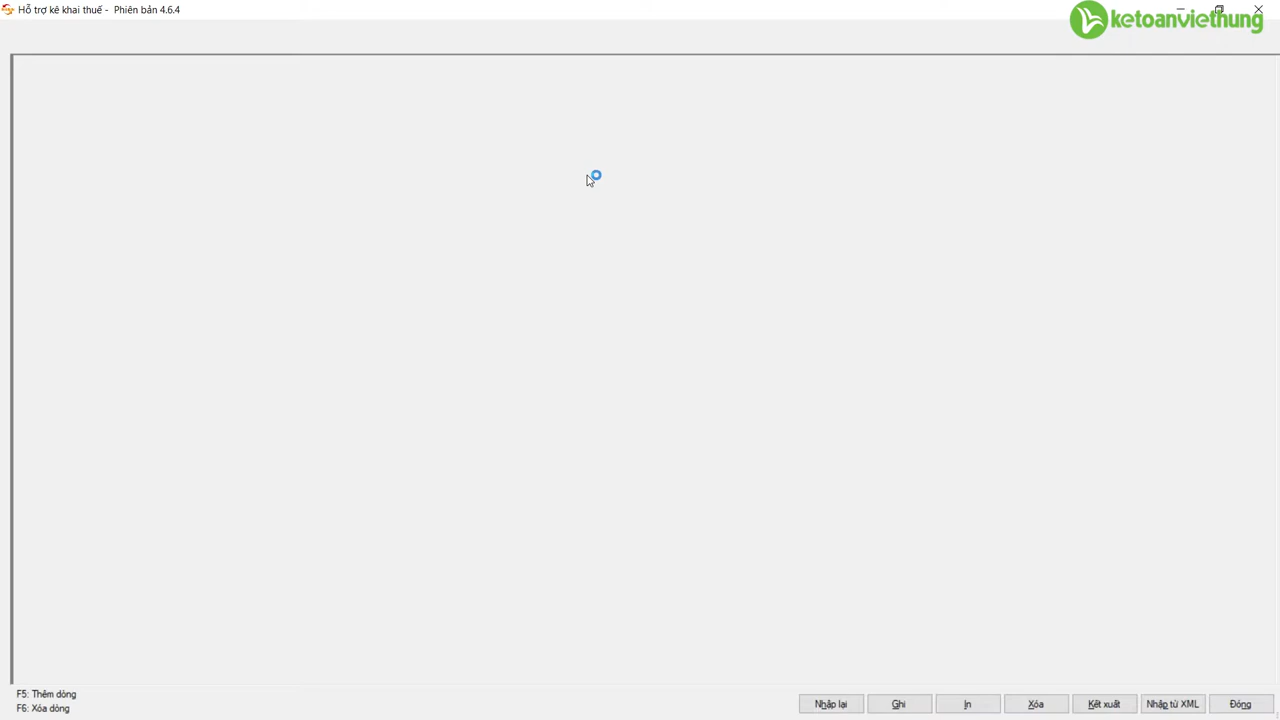 Hỗ trợ kê khai thuế - Phiên bản 4.6.4
ketoanviethung
F5: Thêm dòng
F6: Xóa dòng
Nhập lại
Ghi
In
Xóa
Kết xuất
Nhập từ XML
Đóng